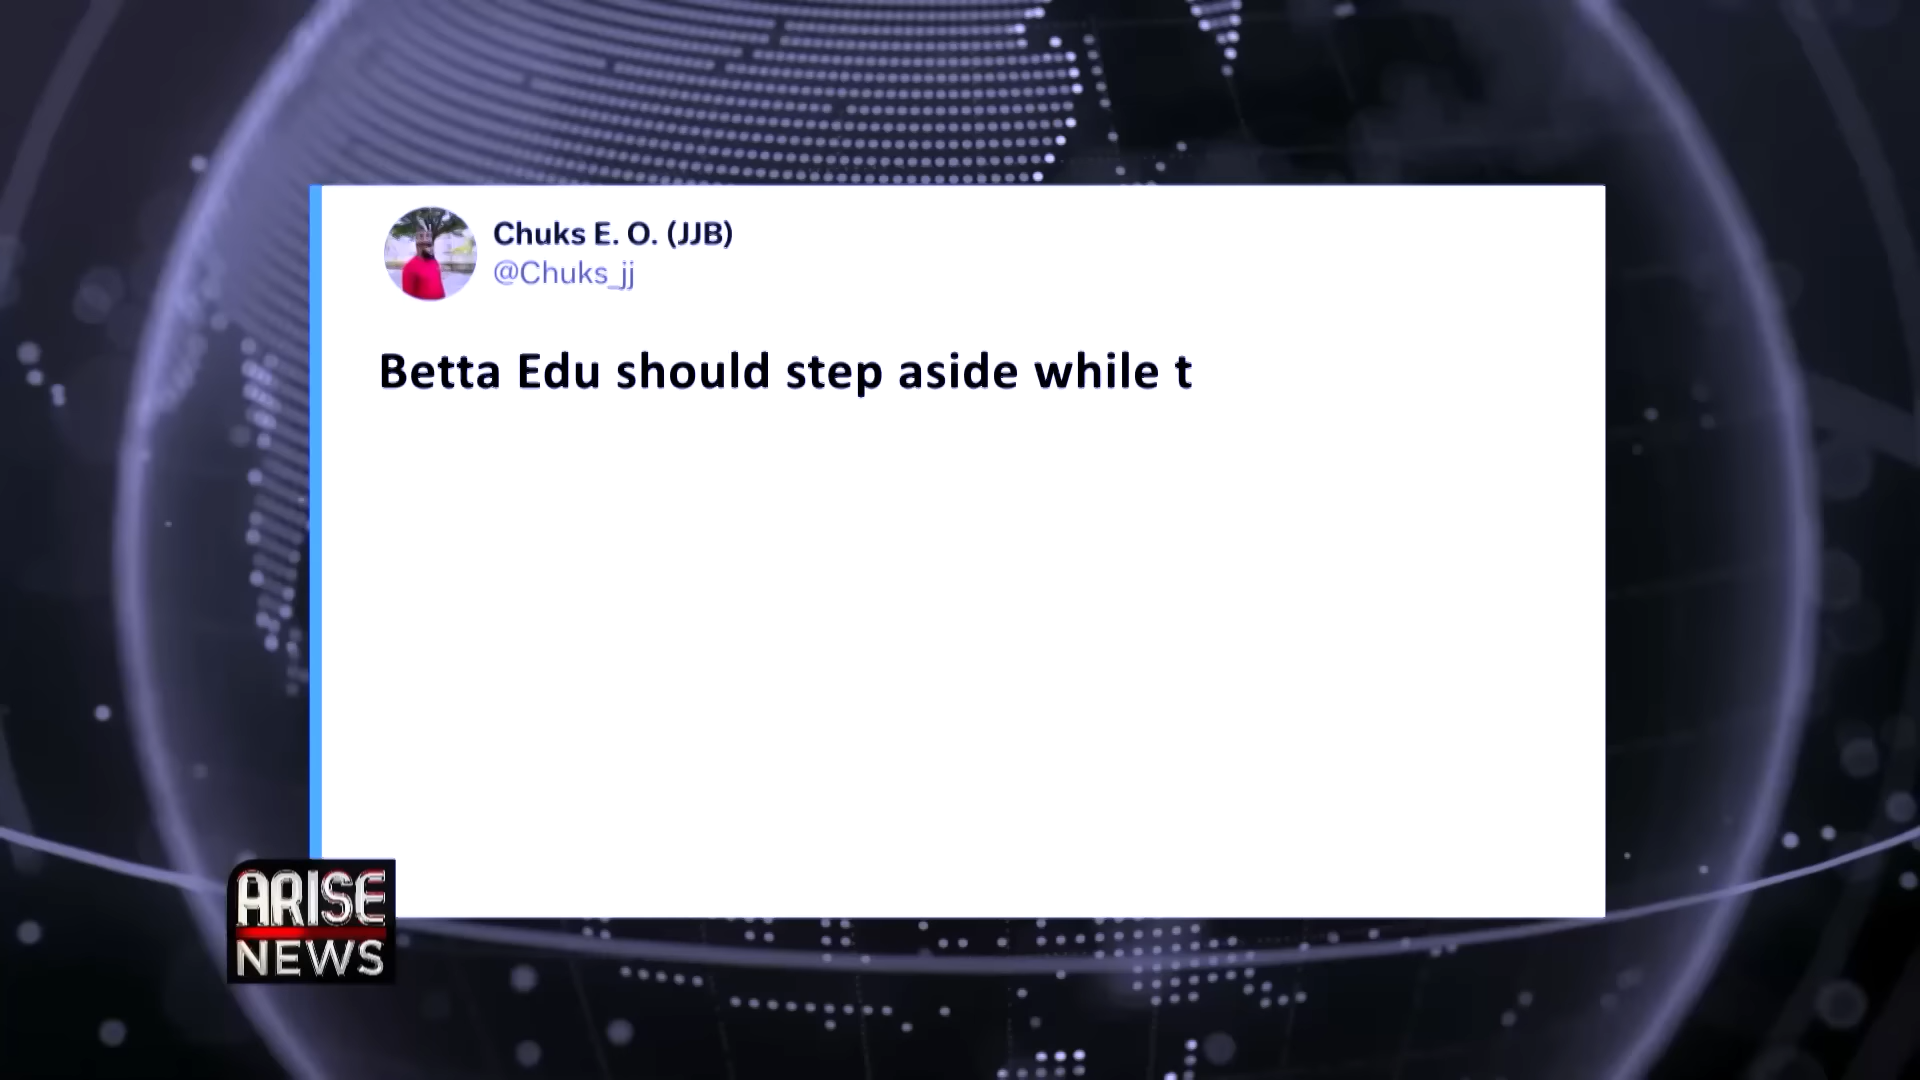 Chuks E. O. (JJB)
@Chuks_jj
Betta Edu should step aside while t
ARISE
NEWS